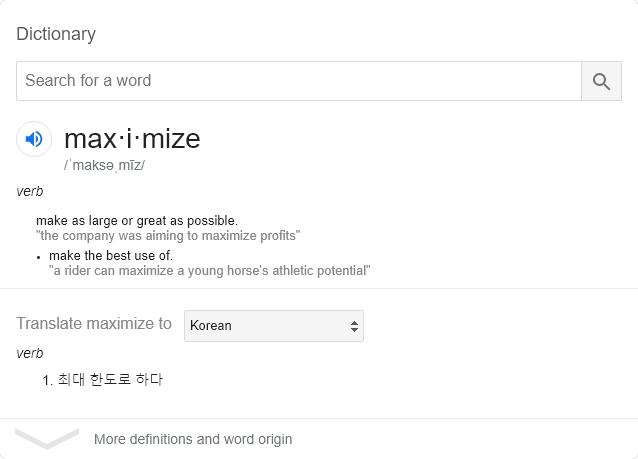 Dictionary
Search for a word
max·i·mize
/ˈmaksəˌmīz/
verb
make as large or great as possible.
"the company was aiming to maximize profits"
• make the best use of.
"a rider can maximize a young horse's athletic potential"
Translate maximize to Korean
verb
1. 최대 한도로 하다
More definitions and word origin